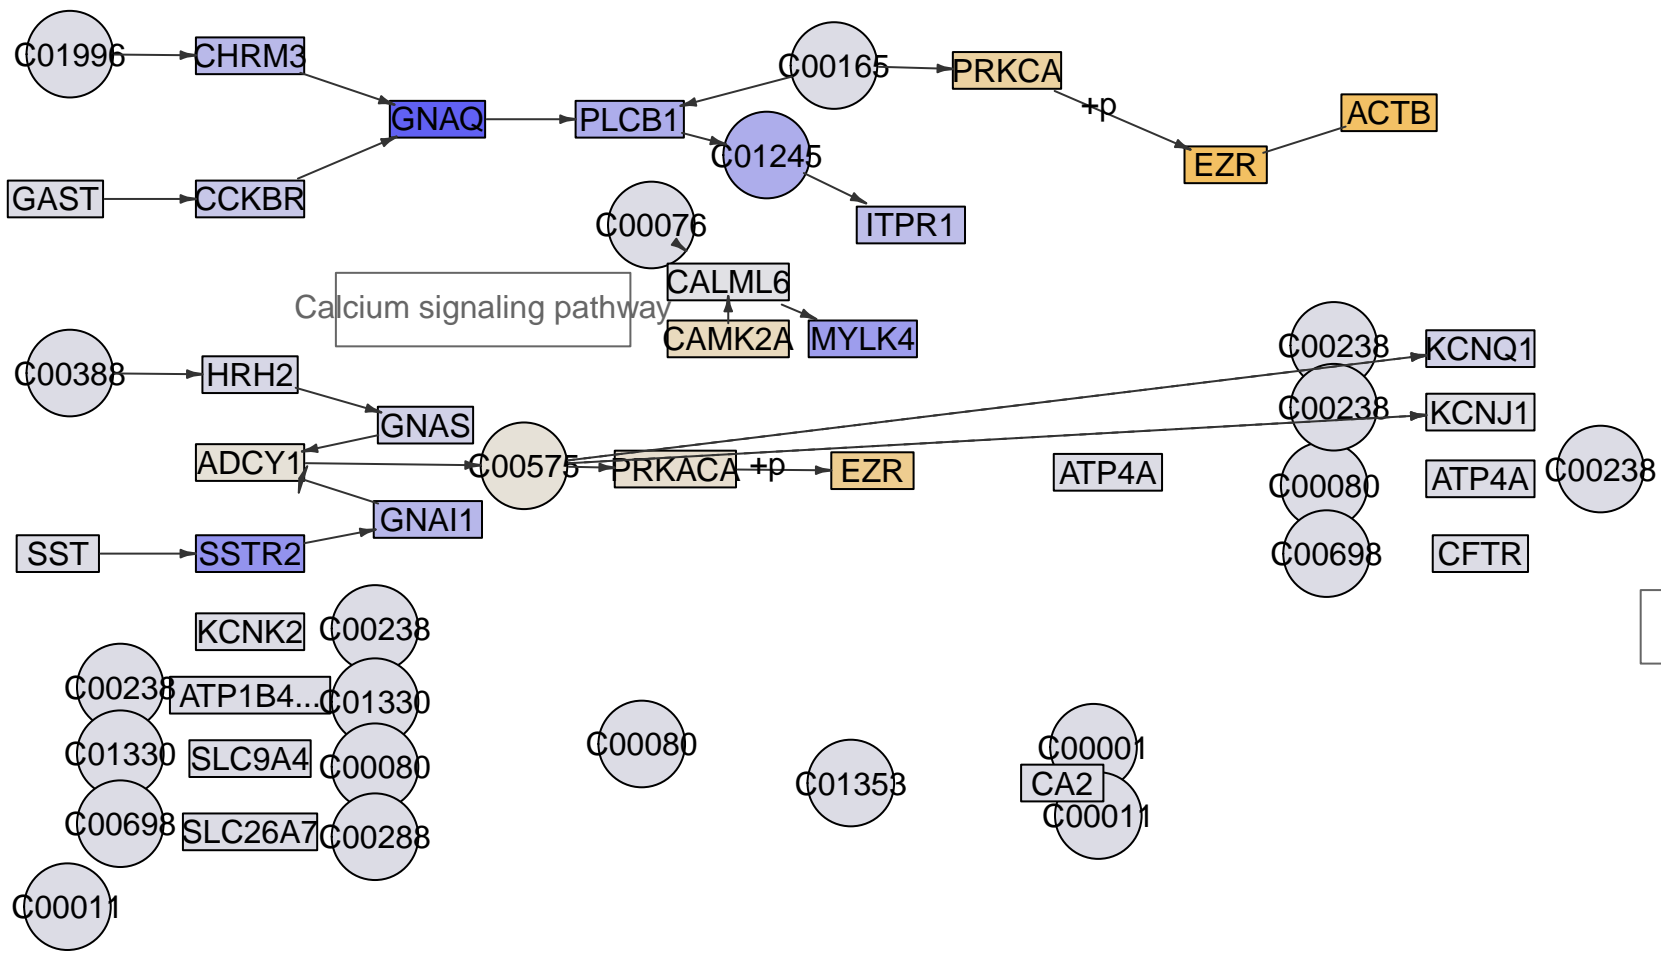 C01996
CHRM3
C00165
PRKCA
GNAQ
PLCB1
+p
ACTB
C01245
EZR
GAST
CCKBR
C00076
ITPR1
CALML6
Calcium signaling pathway
CAMK2A
MYLK4
C00238
KCNQ1
C00388
HRH2
C00238
KCNJ1
GNAS
ADCY1
C00575
PRKACA
+p
EZR
ATP4A
C00080
ATP4A
C00238
GNAI1
SST
SSTR2
C00698
CFTR
KCNK2
C00238
C00238
ATP1B4...
C01330
C01330
SLC9A4
C00080
C00080
C01353
C00001
CA2
C00011
C00698
SLC26A7
C00288
C00011